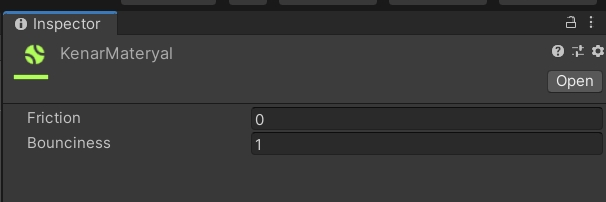 Inspector
KenarMateryal
Open
Friction 0
Bounciness 1